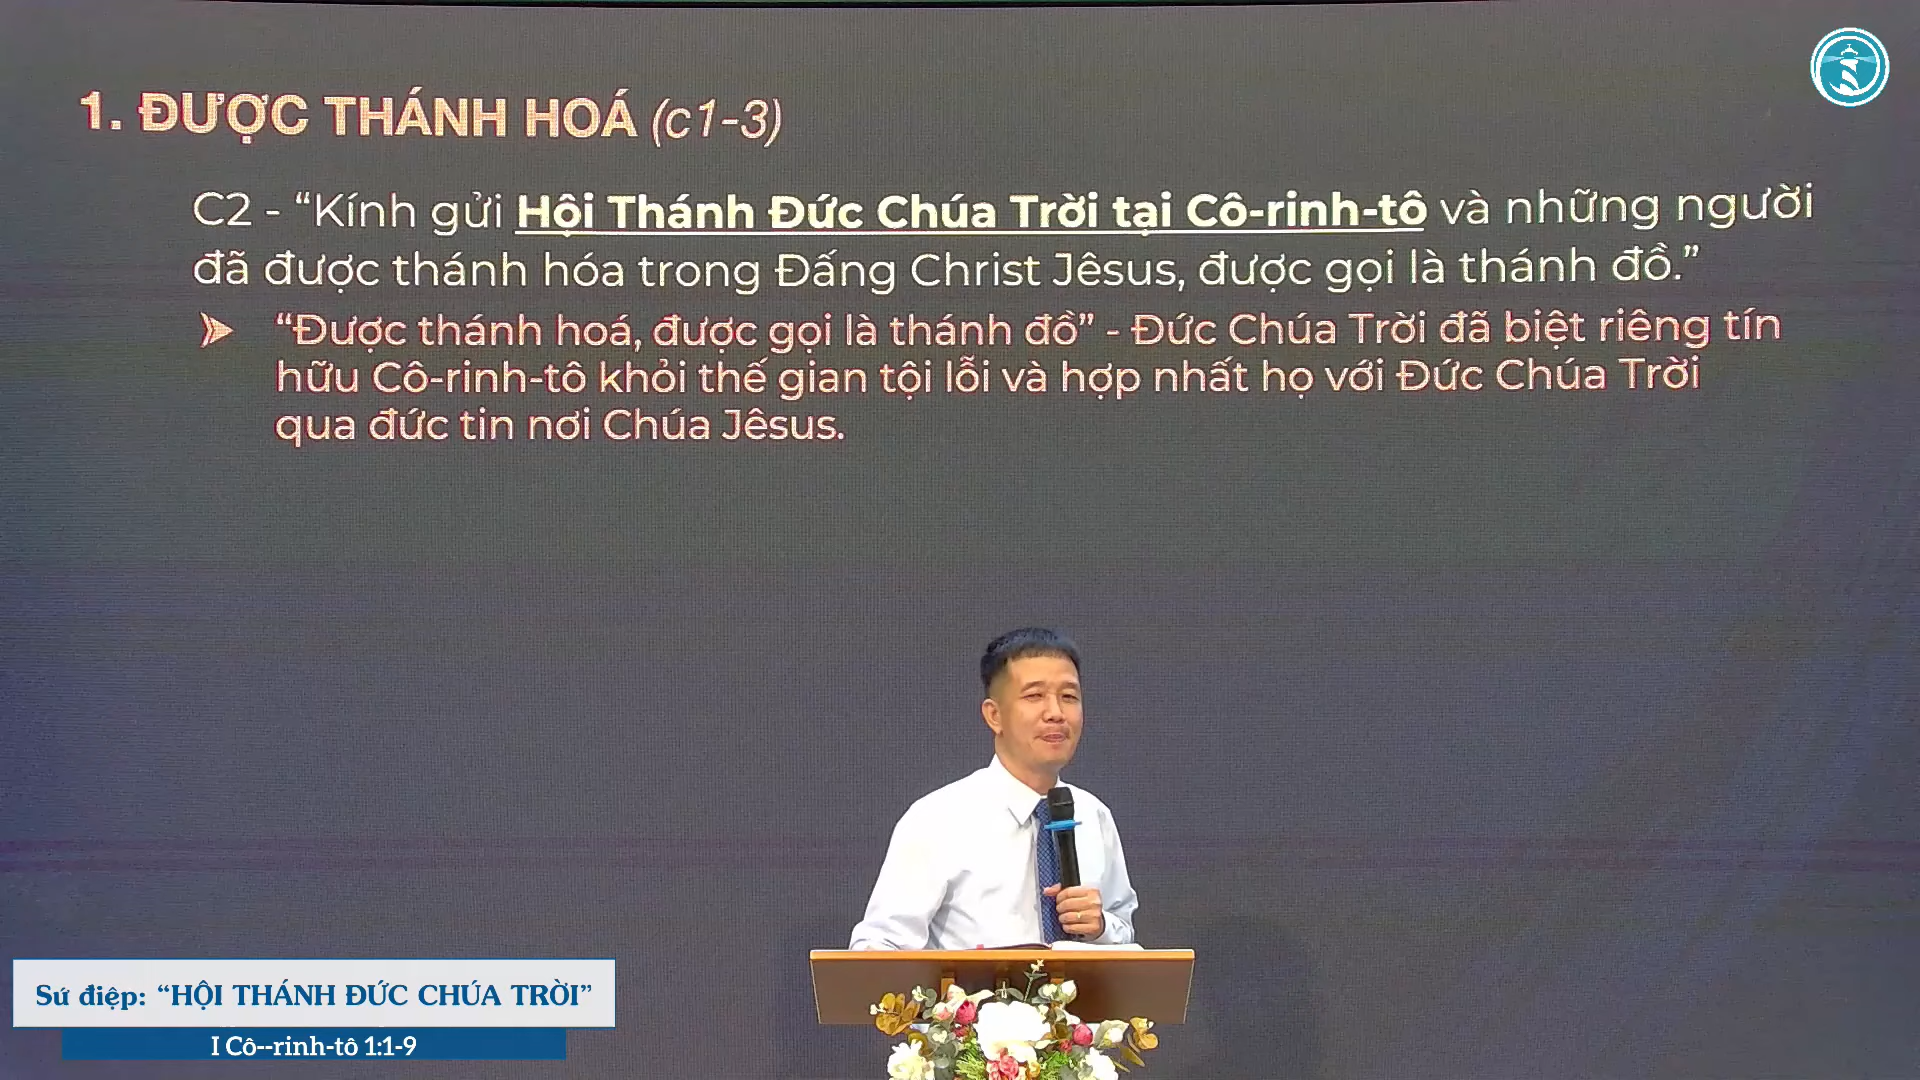 1. ĐƯỢC THÁNH HOÁ (c1-3)
C2 - “Kính gửi Hội Thánh Đức Chúa Trời tại Cô-rinh-tô và những người
đã được thánh hóa trong Đấng Christ Jêsus, được gọi là thánh đồ.”
“Được thánh hoá, được gọi là thánh đồ” - Đức Chúa Trời đã biệt riêng tín
hữu Cô-rinh-tô khỏi thế gian tội lỗi và hợp nhất họ với Đức Chúa Trời
qua đức tin nơi Chúa Jêsus.
Sứ điệp: “HỘI THÁNH ĐỨC CHÚA TRỜI”
I Cô--rinh-tô 1:1-9